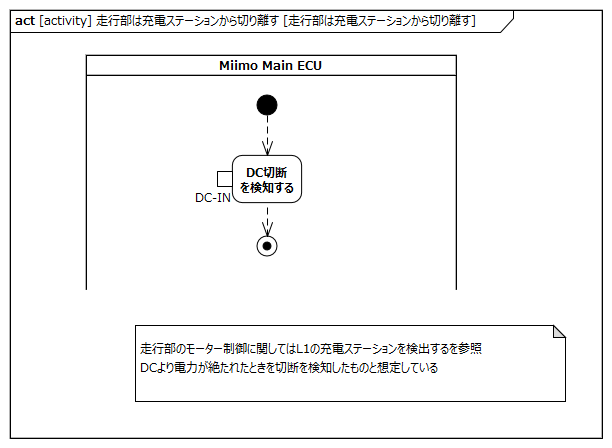 act [activity] 走行部は充電ステーションから切り離す [走行部は充電ステーションから切り離す]
Miimo Main ECU
DC切断
を検知する
DC-IN
走行部のモーター制御に関してはL1の充電ステーションを検出するを参照
DCより電力が絶たれたときを切断を検知したものと想定している